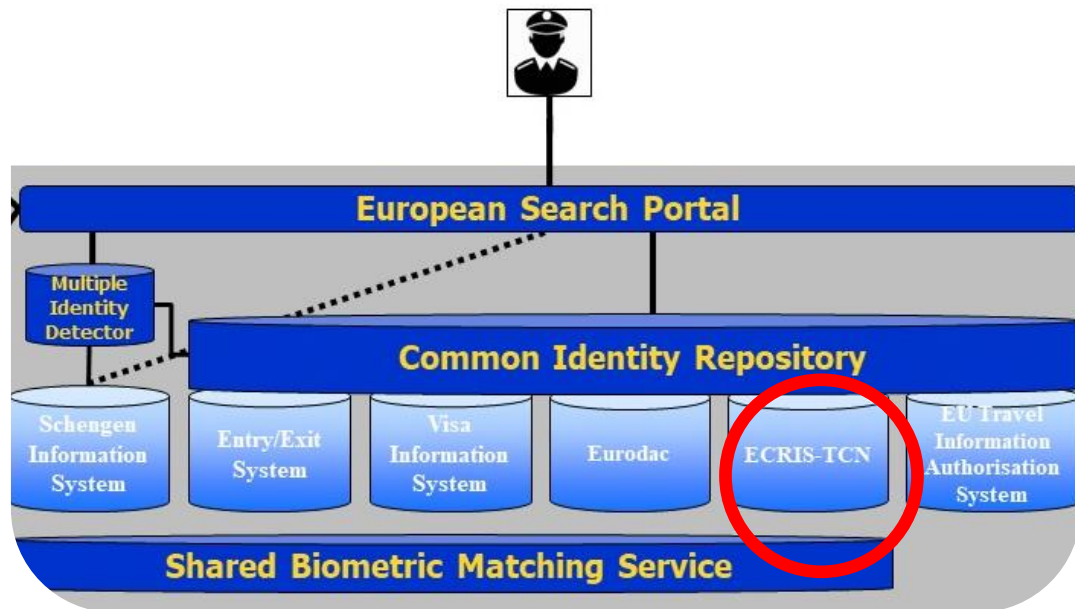 European Search Portal
Multiple
Identity
Detector
Common Identity Repository
Schengen
Information
System
Entry/Exit
System
Visa
Information
System
Eurodac
ECRIS-TCN
EU Travel
Information
Authorisation
System
Shared Biometric Matching Service